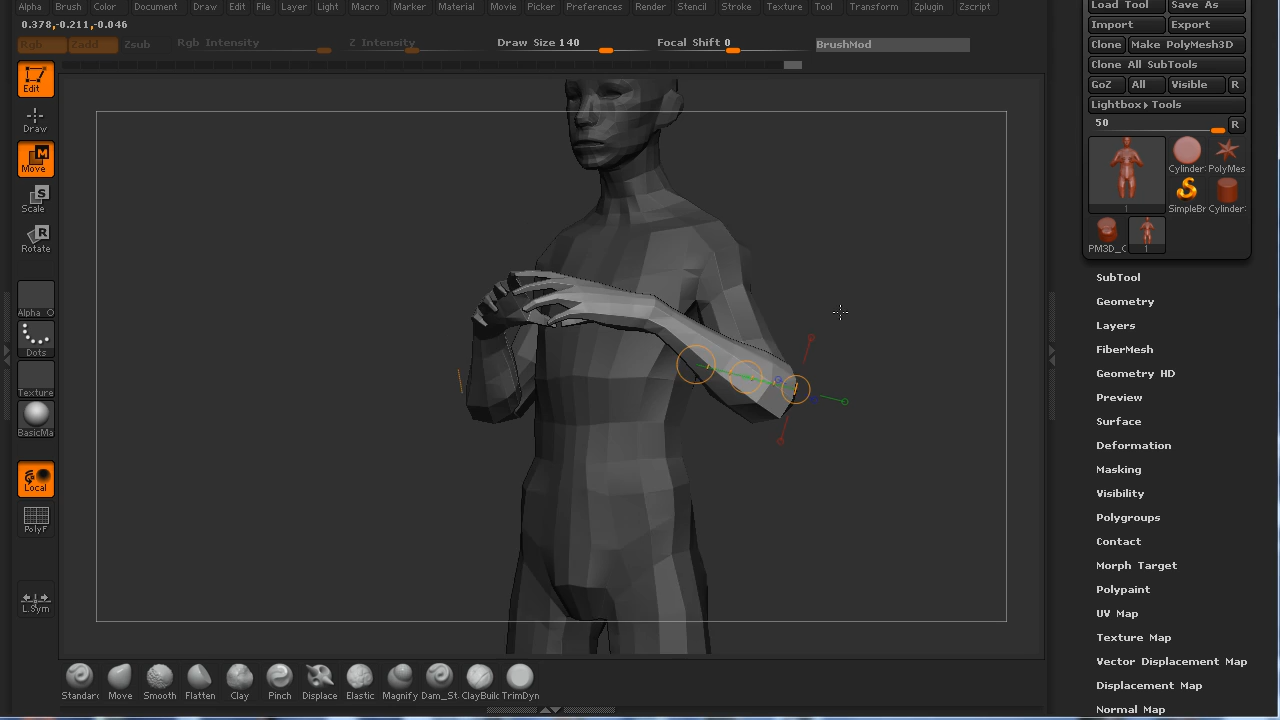 Alpha Brush Color Document Draw Edit File Layer Light Macro Marker Material Movie Picker Preferences Render Stencil Stroke Texture Tool Transform Zplugin Zscript
0.378,-0.211,-0.046
Rgb Zadd Zsub Rgb Intensity Z Intensity Draw Size 140 Focal Shift 0 BrushMod
Edit
Draw
M
Move
S
Scale
R
Rotate
Alpha O
Dots
Texture
BasicMa
Local
PolyF
L.Sym
Load Tool Save As
Import Export
Clone Make PolyMesh3D
Clone All SubTools
GoZ All Visible R
Lightbox▸Tools
50 R
Cylinder: PolyMes
1 SimpleBr Cylinder:
PM3D_C 1
SubTool
Geometry
Layers
FiberMesh
Geometry HD
Preview
Surface
Deformation
Masking
Visibility
Polygroups
Contact
Morph Target
Polypaint
UV Map
Texture Map
Vector Displacement Map
Displacement Map
Normal Map
Standard Move Smooth Flatten Clay Pinch Displace Elastic Magnify Dam_St. ClayBuild TrimDyn